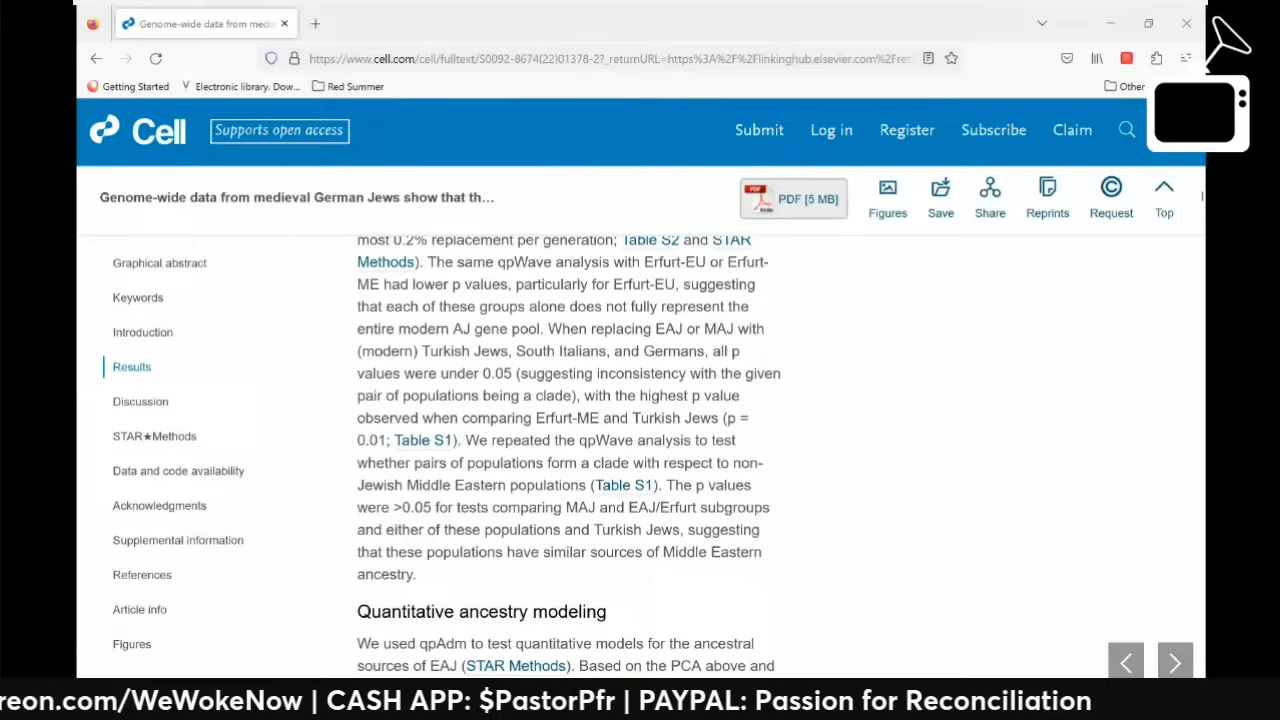 Genome-wide data from medie
Getting Started
Electronic library. Dow...
Red Summer
Other
https://www.cell.com/cell/fulltext/S0092-8674(22)01378-2?_returnURL=https%3A%2F%2Flinkinghub.elsevier.com%2Fret
Cell
Supports open access
Submit
Log in
Register
Subscribe
Claim
Genome-wide data from medieval German Jews show that th...
PDF
PDF [5 MB]
Figures
Save
Share
Reprints
Request
Top
Graphical abstract
Keywords
Introduction
Results
Discussion
STAR★Methods
Data and code availability
Acknowledgments
Supplemental information
References
Article info
Figures
most 0.2% replacement per generation; Table S2 and STAR
Methods). The same qpWave analysis with Erfurt-EU or Erfurt-
ME had lower p values, particularly for Erfurt-EU, suggesting
that each of these groups alone does not fully represent the
entire modern AJ gene pool. When replacing EAJ or MAJ with
(modern) Turkish Jews, South Italians, and Germans, all p
values were under 0.05 (suggesting inconsistency with the given
pair of populations being a clade), with the highest p value
observed when comparing Erfurt-ME and Turkish Jews (p =
0.01; Table S1). We repeated the qpWave analysis to test
whether pairs of populations form a clade with respect to non-
Jewish Middle Eastern populations (Table S1). The p values
were >0.05 for tests comparing MAJ and EAJ/Erfurt subgroups
and either of these populations and Turkish Jews, suggesting
that these populations have similar sources of Middle Eastern
ancestry.
Quantitative ancestry modeling
We used qpAdm to test quantitative models for the ancestral
sources of EAJ (STAR Methods). Based on the PCA above and
reon.com/WeWokeNow | CASH APP: $PastorPfr | PAYPAL: Passion for Reconciliation